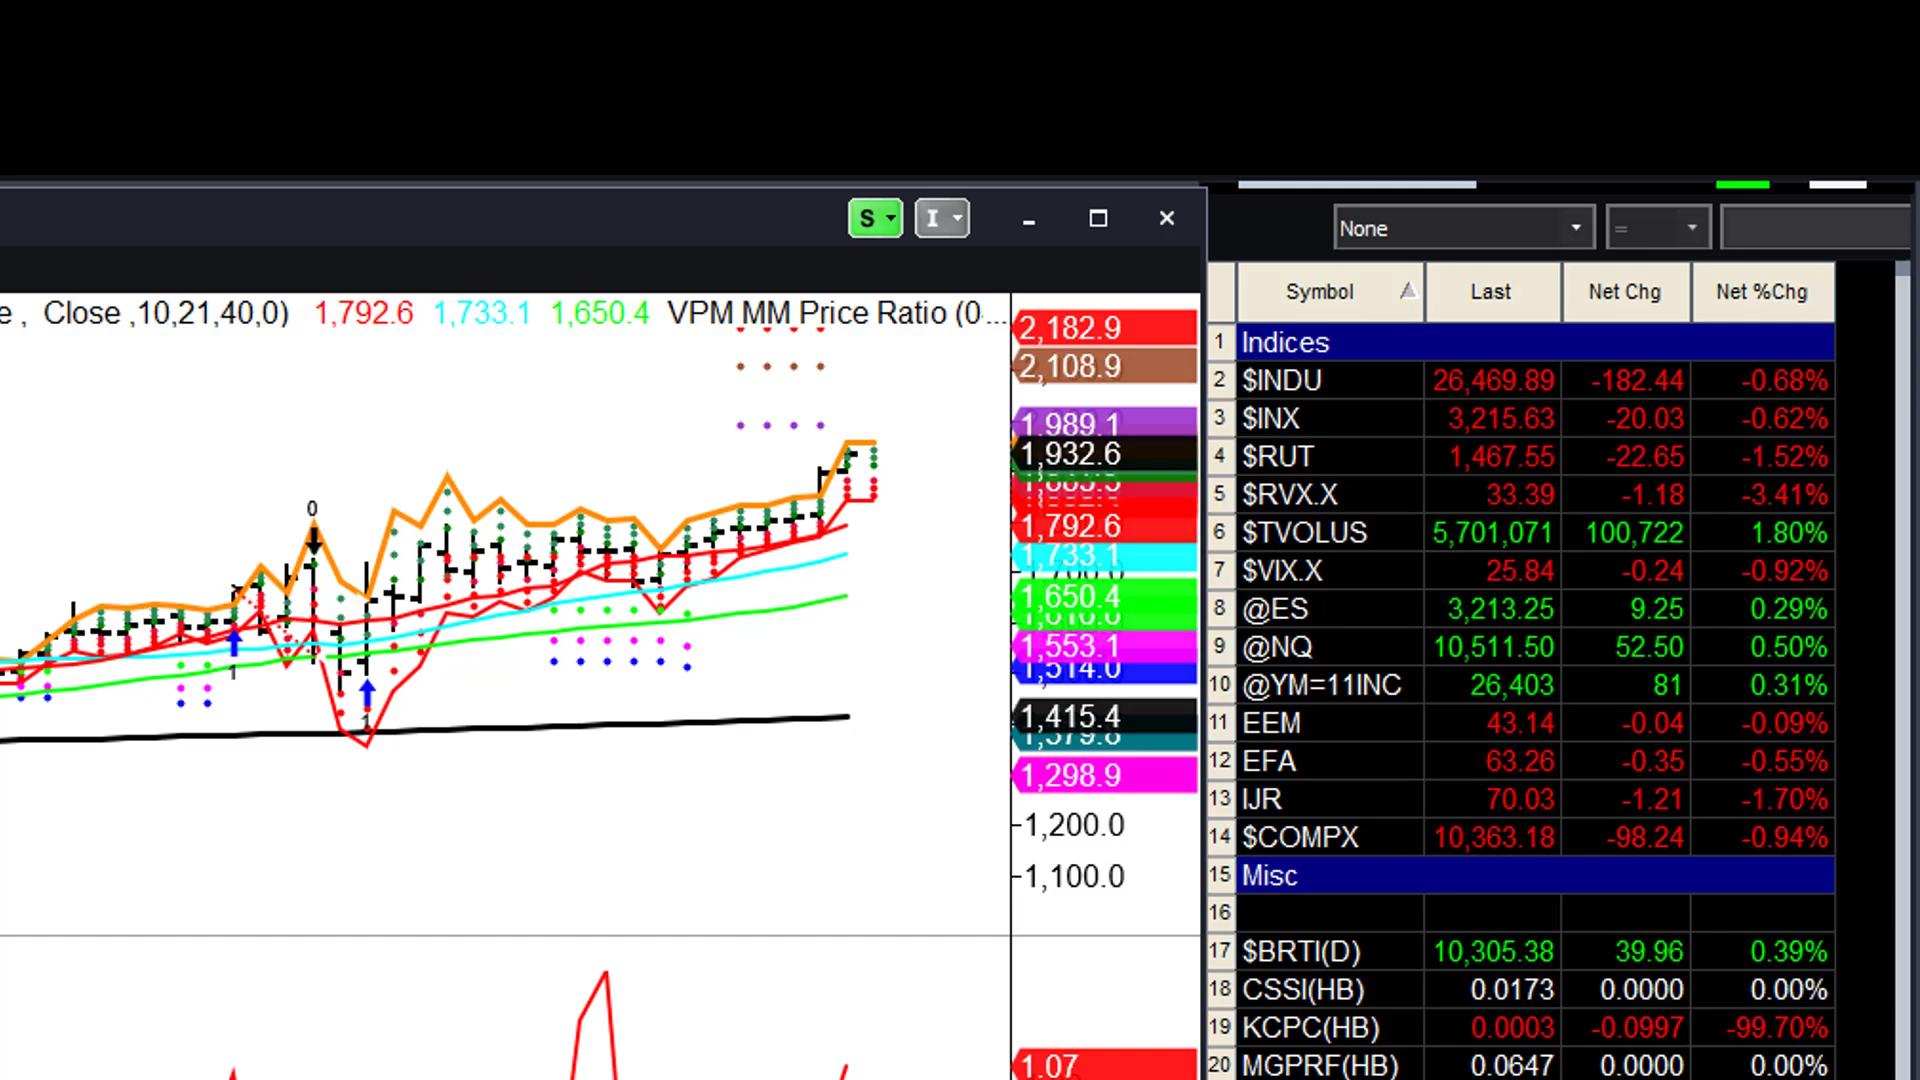 S I
None =
e , Close ,10,21,40,0) 1,792.6 1,733.1 1,650.4 VPM MM Price Ratio (0...
0
1
1
2,182.9
2,108.9
1,989.1
1,932.6
1,792.6
1,733.1
1,650.4
1,553.1
1,514.0
1,415.4
1,298.9
1,200.0
1,100.0
1.07
Symbol Last Net Chg Net %Chg
1 Indices
2 $INDU 26,469.89 -182.44 -0.68%
3 $INX 3,215.63 -20.03 -0.62%
4 $RUT 1,467.55 -22.65 -1.52%
5 $RVX.X 33.39 -1.18 -3.41%
6 $TVOLUS 5,701,071 100,722 1.80%
7 $VIX.X 25.84 -0.24 -0.92%
8 @ES 3,213.25 9.25 0.29%
9 @NQ 10,511.50 52.50 0.50%
10 @YM=11INC 26,403 81 0.31%
11 EEM 43.14 -0.04 -0.09%
12 EFA 63.26 -0.35 -0.55%
13 IJR 70.03 -1.21 -1.70%
14 $COMPX 10,363.18 -98.24 -0.94%
15 Misc
16
17 $BRTI(D) 10,305.38 39.96 0.39%
18 CSSI(HB) 0.0173 0.0000 0.00%
19 KCPC(HB) 0.0003 -0.0997 -99.70%
20 MGPRF(HB) 0.0647 0.0000 0.00%